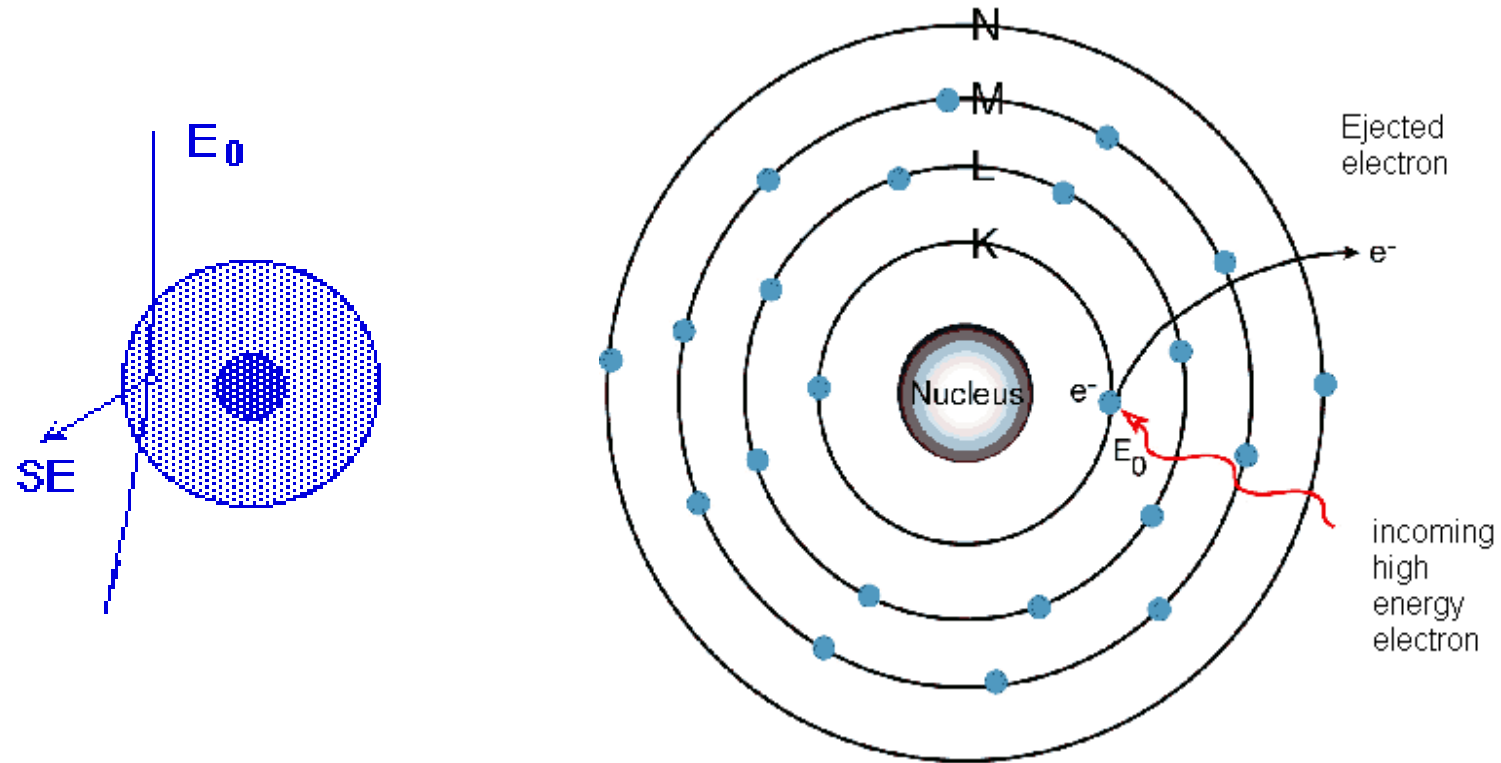 E₀
SE
N
M
L
K
Nucleus
e⁻
E₀
Ejected
electron
e⁻
incoming
high
energy
electron